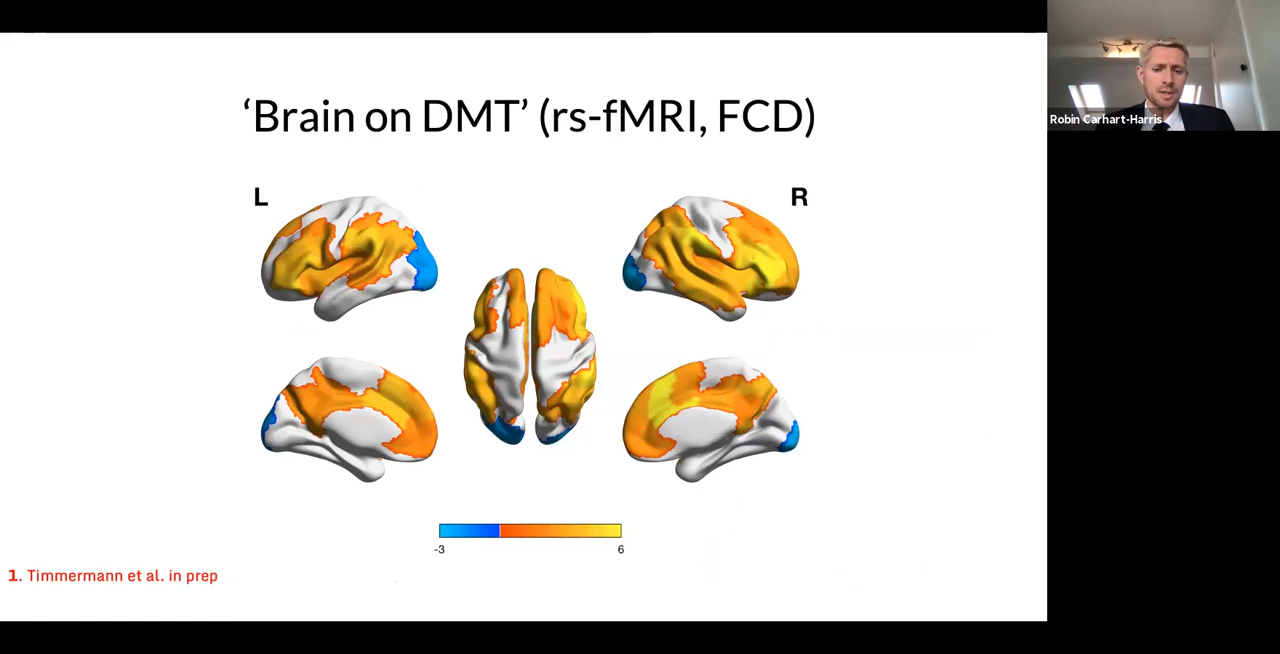 ‘Brain on DMT’ (rs-fMRI, FCD)
L
R
-3
6
1. Timmermann et al. in prep
Robin Carhart-Harris